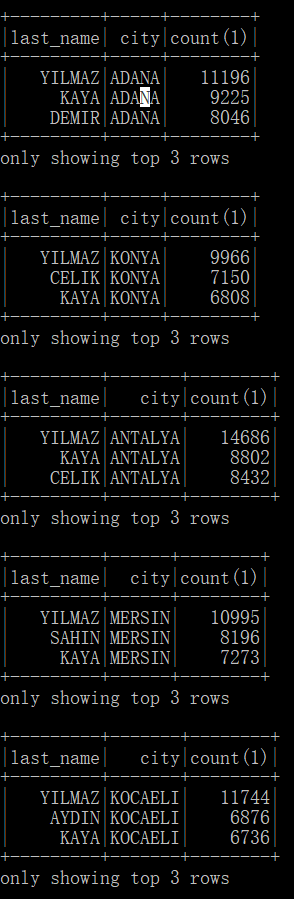 +---------+-----+--------+
|last_name| city|count(1)|
+---------+-----+--------+
|   YILMAZ|ADANA|   11196|
|     KAYA|ADANA|    9225|
|    DEMIR|ADANA|    8046|
+---------+-----+--------+
only showing top 3 rows
+---------+-----+--------+
|last_name| city|count(1)|
+---------+-----+--------+
|   YILMAZ|KONYA|    9966|
|    CELIK|KONYA|    7150|
|     KAYA|KONYA|    6808|
+---------+-----+--------+
only showing top 3 rows
+---------+-------+--------+
|last_name|   city|count(1)|
+---------+-------+--------+
|   YILMAZ|ANTALYA|   14686|
|     KAYA|ANTALYA|    8802|
|    CELIK|ANTALYA|    8432|
+---------+-------+--------+
only showing top 3 rows
+---------+------+--------+
|last_name|  city|count(1)|
+---------+------+--------+
|   YILMAZ|MERSIN|   10995|
|    SAHIN|MERSIN|    8196|
|     KAYA|MERSIN|    7273|
+---------+------+--------+
only showing top 3 rows
+---------+-------+--------+
|last_name|   city|count(1)|
+---------+-------+--------+
|   YILMAZ|KOCAELI|   11744|
|    AYDIN|KOCAELI|    6876|
|     KAYA|KOCAELI|    6736|
+---------+-------+--------+
only showing top 3 rows